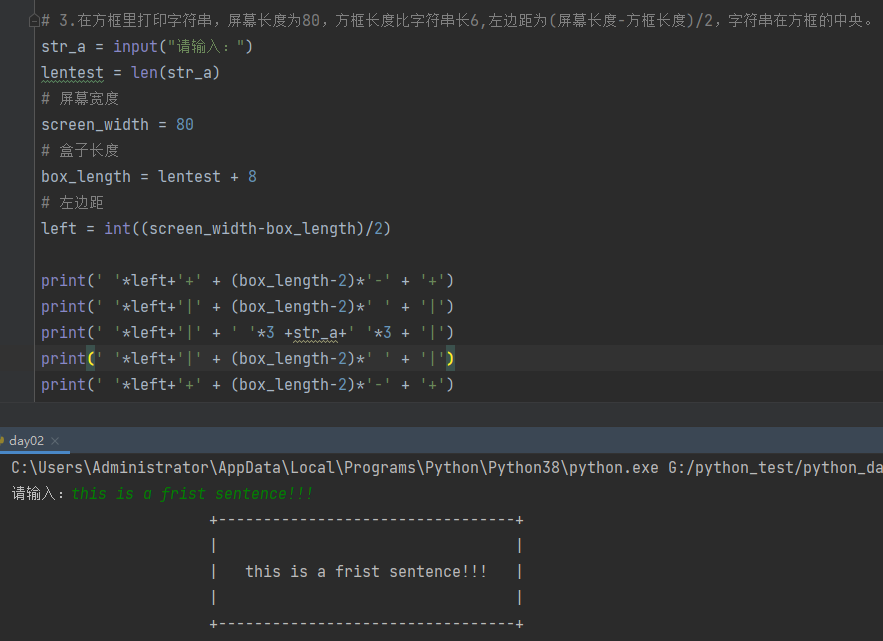 # 3.在方框里打印字符串，屏幕长度为80，方框长度比字符串长6,左边距为(屏幕长度-方框长度)/2，字符串在方框的中央。
str_a = input("请输入：")
lentest = len(str_a)
# 屏幕宽度
screen_width = 80
# 盒子长度
box_length = lentest + 8
# 左边距
left = int((screen_width-box_length)/2)
print(' '*left+'+' + (box_length-2)*'-' + '+')
print(' '*left+'|' + (box_length-2)*' ' + '|')
print(' '*left+'|' + ' '*3 +str_a+' '*3 + '|')
print(' '*left+'|' + (box_length-2)*' ' + '|')
print(' '*left+'+' + (box_length-2)*'-' + '+')
day02 ×
C:\Users\Administrator\AppData\Local\Programs\Python\Python38\python.exe G:/python_test/python_da
请输入：this is a frist sentence!!!
+---------------------------------+
|                                 |
|   this is a frist sentence!!!   |
|                                 |
+---------------------------------+